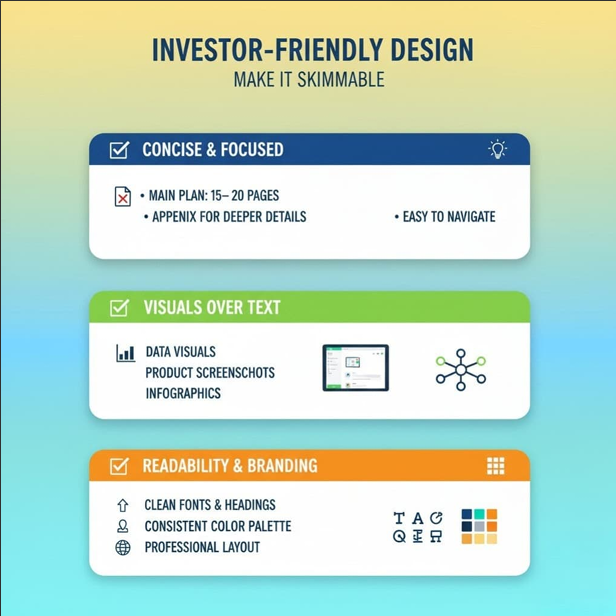 INVESTOR-FRIENDLY DESIGN
MAKE IT SKIMMABLE
CONCISE & FOCUSED
• MAIN PLAN: 15– 20 PAGES
• APPENIX FOR DEEPER DETAILS
• EASY TO NAVIGATE
VISUALS OVER TEXT
DATA VISUALS
PRODUCT SCREENSCHOTS
INFOGRAPHICS
READABILITY & BRANDING
CLEAN FONTS & HEADINGS
CONSISTENT COLOR PALETTE
PROFESSIONAL LAYOUT